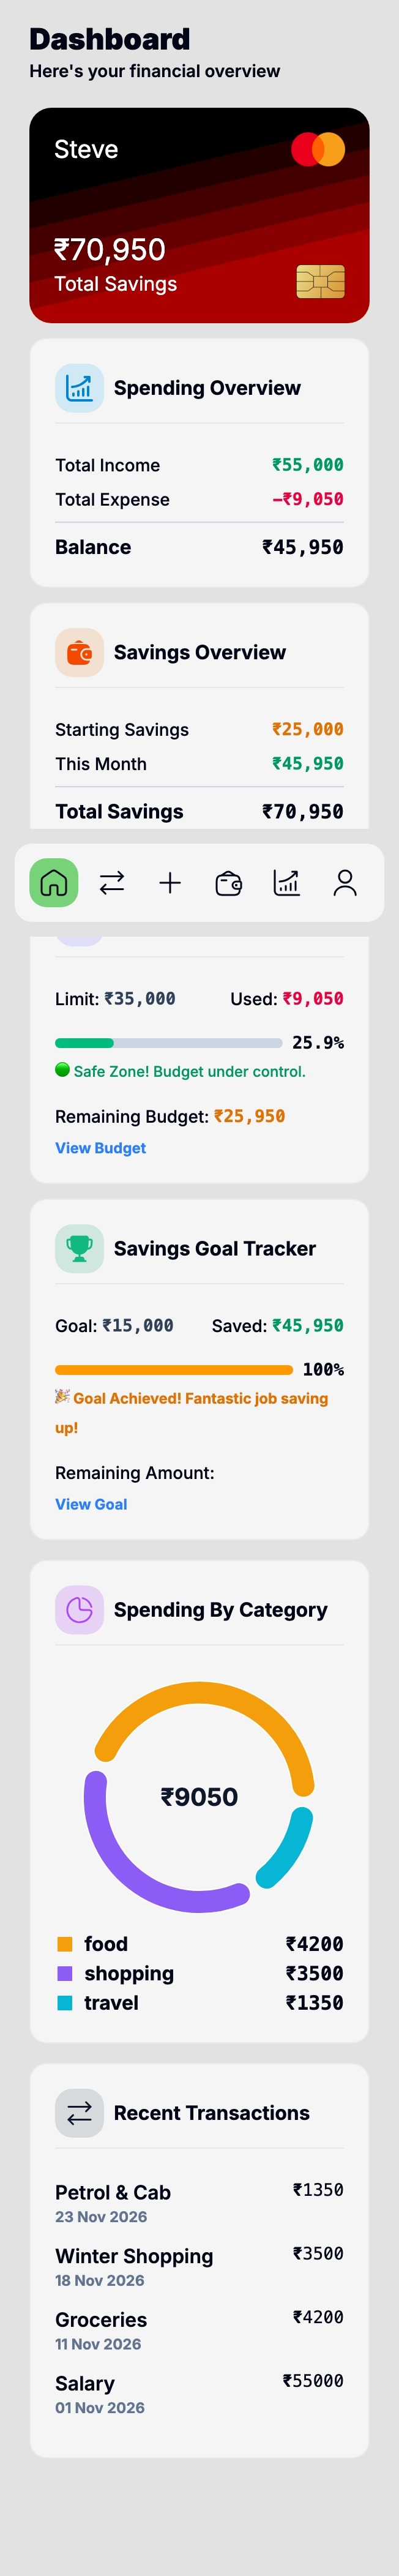 Dashboard
Here's your financial overview
Steve
₹70,950
Total Savings
Spending Overview
Total Income ₹55,000
Total Expense −₹9,050
Balance ₹45,950
Savings Overview
Starting Savings ₹25,000
This Month ₹45,950
Total Savings ₹70,950
Limit: ₹35,000 Used: ₹9,050
25.9%
Safe Zone! Budget under control.
Remaining Budget: ₹25,950
View Budget
Savings Goal Tracker
Goal: ₹15,000 Saved: ₹45,950
100%
🎉 Goal Achieved! Fantastic job saving
up!
Remaining Amount:
View Goal
Spending By Category
₹9050
food ₹4200
shopping ₹3500
travel ₹1350
Recent Transactions
Petrol & Cab ₹1350
23 Nov 2026
Winter Shopping ₹3500
18 Nov 2026
Groceries ₹4200
11 Nov 2026
Salary ₹55000
01 Nov 2026